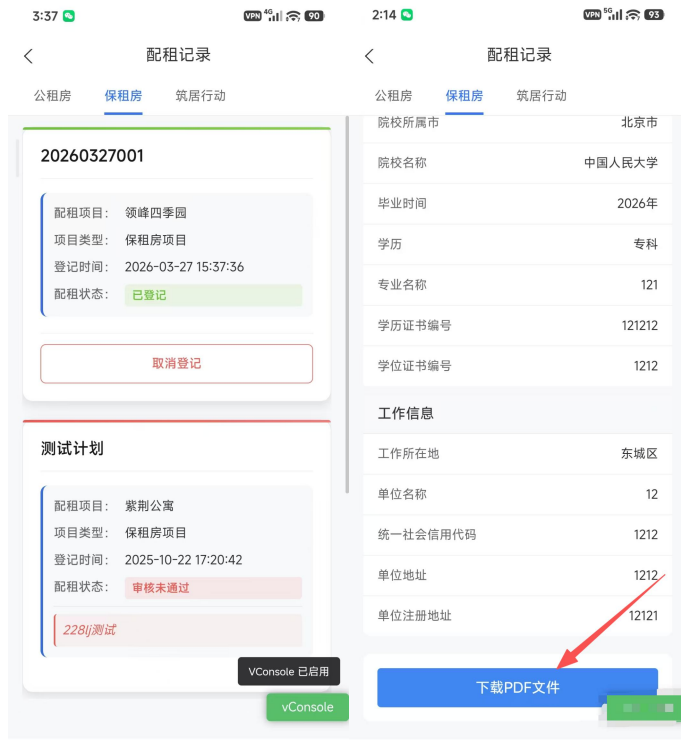 3:37
VPN 4G 90
配租记录
公租房 保租房 筑居行动
20260327001
配租项目: 领峰四季园
项目类型: 保租房项目
登记时间: 2026-03-27 15:37:36
配租状态: 已登记
取消登记
测试计划
配租项目: 紫荆公寓
项目类型: 保租房项目
登记时间: 2025-10-22 17:20:42
配租状态: 审核未通过
228lj测试
VConsole 已启用
vConsole
2:14
VPN 5G 93
配租记录
公租房 保租房 筑居行动
院校所属市 北京市
院校名称 中国人民大学
毕业时间 2026年
学历 专科
专业名称 121
学历证书编号 121212
学位证书编号 1212
工作信息
工作所在地 东城区
单位名称 12
统一社会信用代码 1212
单位地址 1212
单位注册地址 12121
下载PDF文件